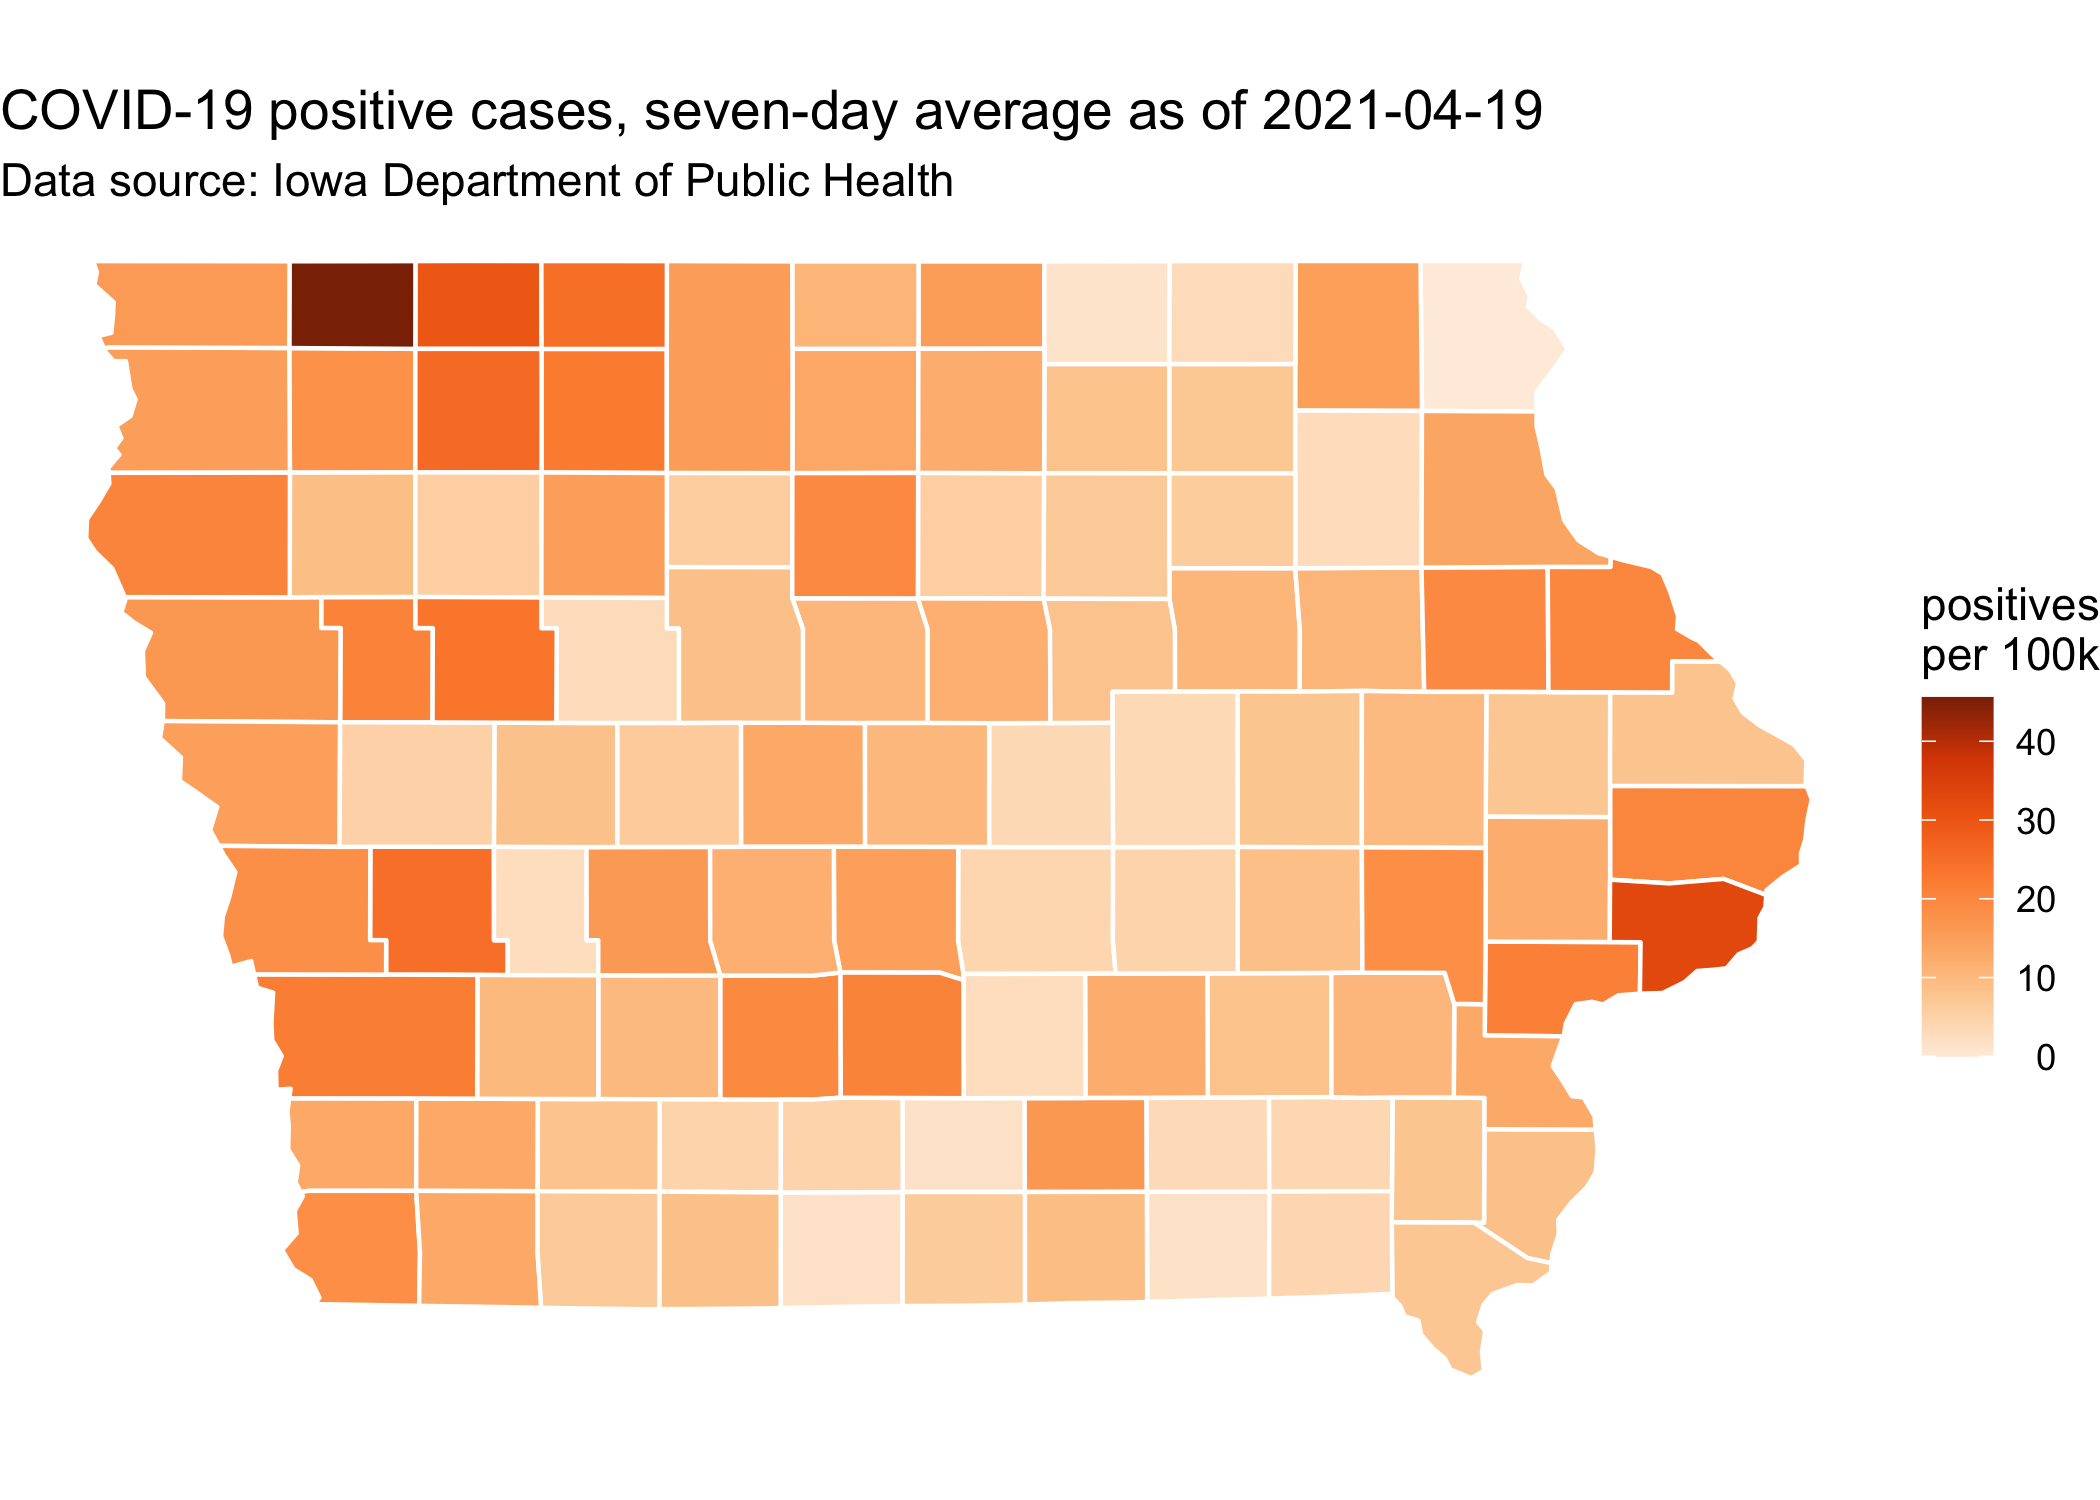 COVID-19 positive cases, seven-day average as of 2021-04-19
Data source: Iowa Department of Public Health
positives
per 100k
40
30
20
10
0